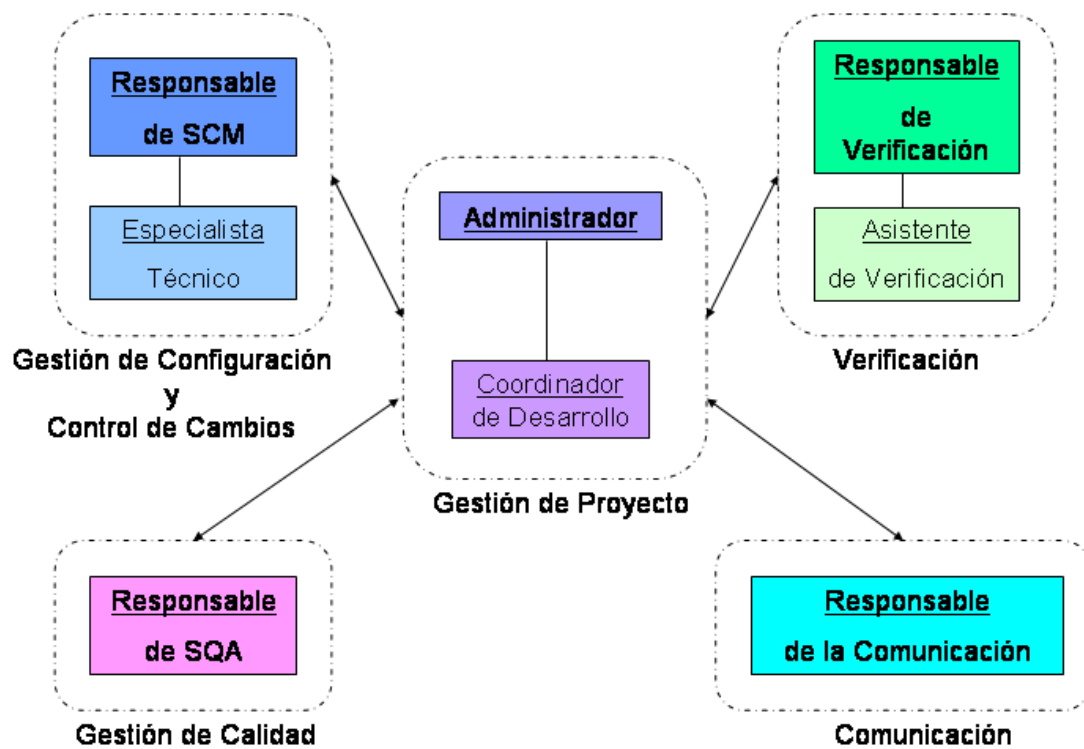 Responsable
de SCM
Especialista
Técnico
Gestión de Configuración
y
Control de Cambios
Administrador
Coordinador
de Desarrollo
Gestión de Proyecto
Responsable
de
Verificación
Asistente
de Verificación
Verificación
Responsable
de SQA
Gestión de Calidad
Responsable
de la Comunicación
Comunicación